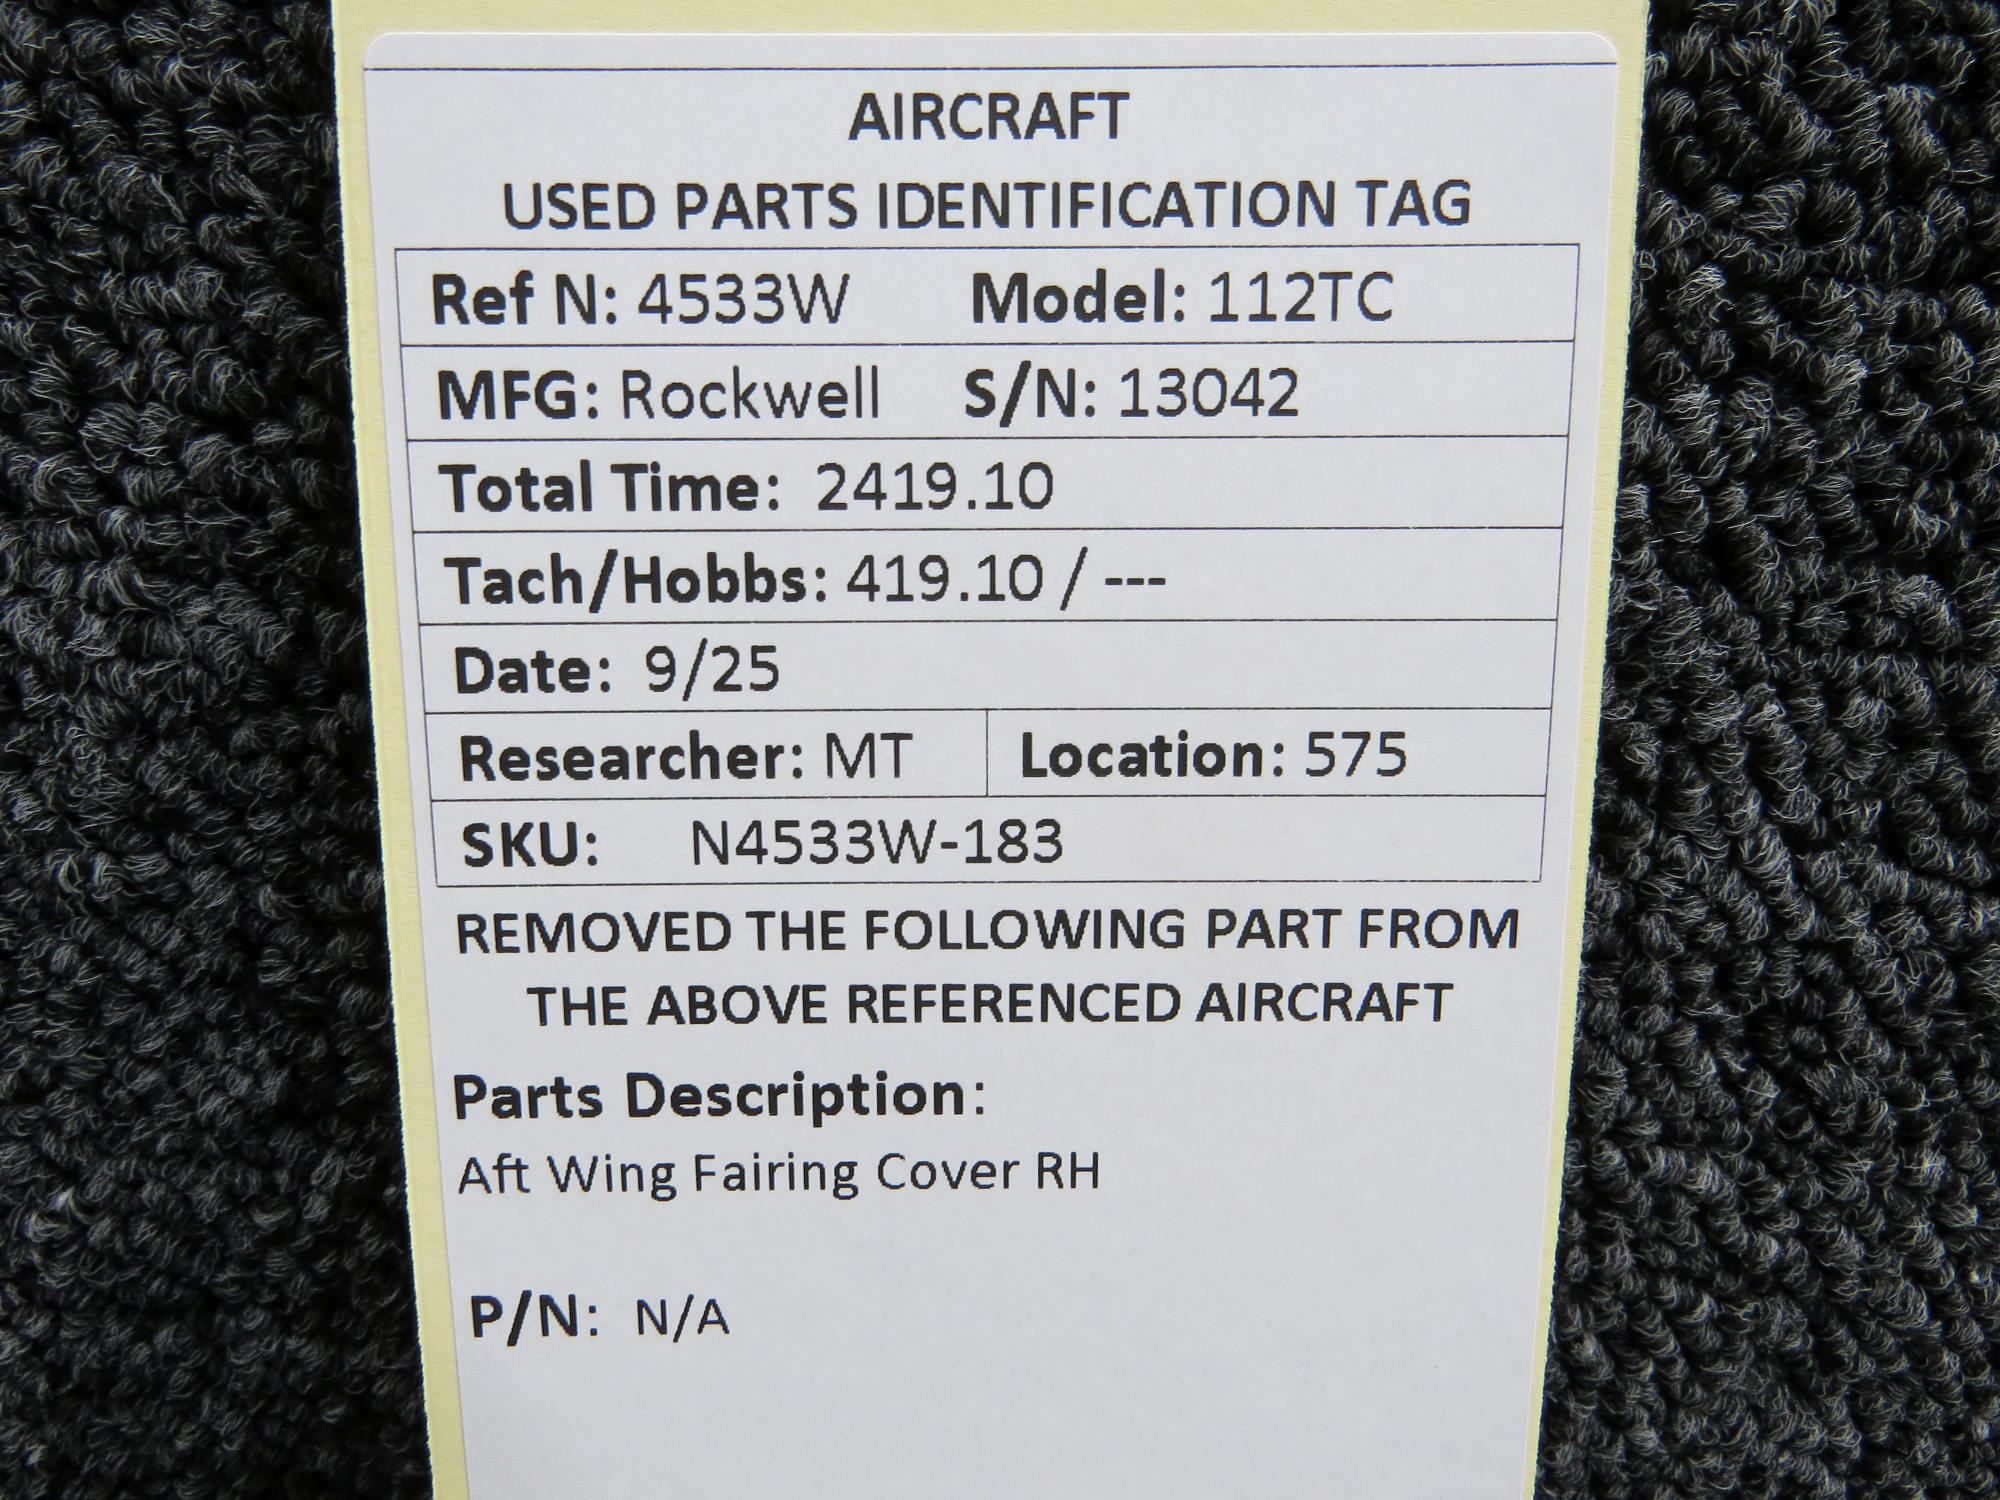 AIRCRAFT
USED PARTS IDENTIFICATION TAG
Ref N: 4533W Model: 112TC
MFG: Rockwell S/N: 13042
Total Time: 2419.10
Tach/Hobbs: 419.10 / ---
Date: 9/25
Researcher: MT Location: 575
SKU: N4533W-183
REMOVED THE FOLLOWING PART FROM
THE ABOVE REFERENCED AIRCRAFT
Parts Description:
Aft Wing Fairing Cover RH
P/N: N/A